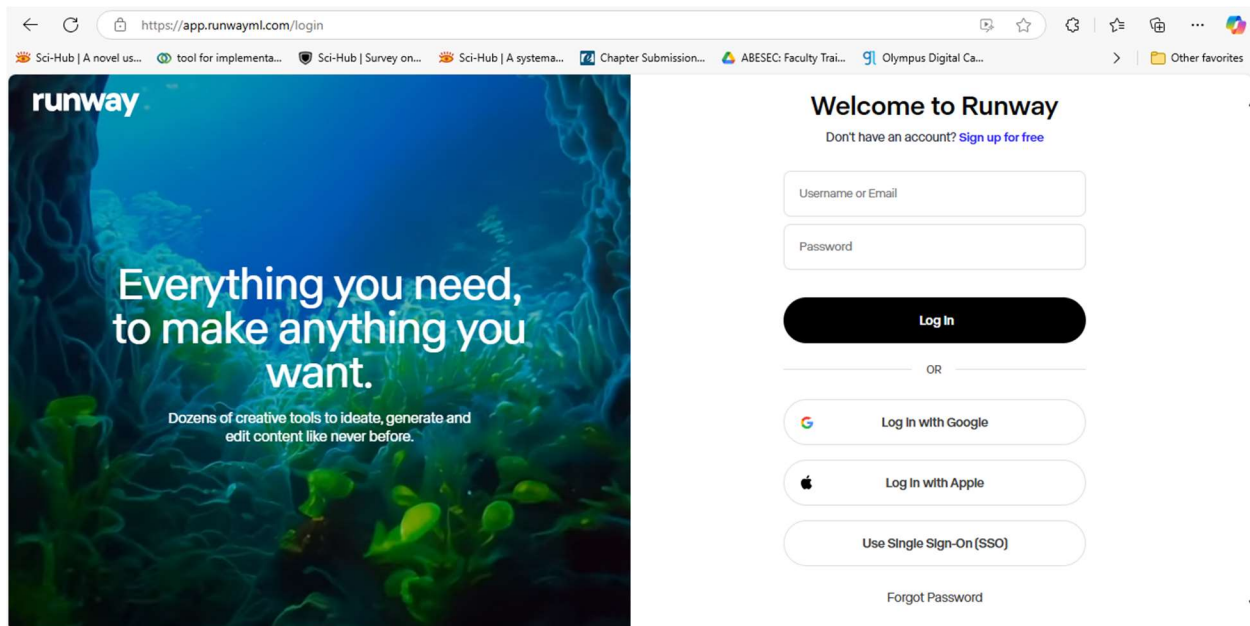 https://app.runwayml.com/login
Sci-Hub | A novel us...
tool for implementa...
Sci-Hub | Survey on...
Sci-Hub | A systema...
Chapter Submission...
ABESEC: Faculty Trai...
Olympus Digital Ca...
Other favorites
runway
Everything you need,
to make anything you
want.
Dozens of creative tools to ideate, generate and
edit content like never before.
Welcome to Runway
Don't have an account? Sign up for free
Username or Email
Password
Log In
OR
Log In with Google
Log In with Apple
Use Single Sign-On (SSO)
Forgot Password